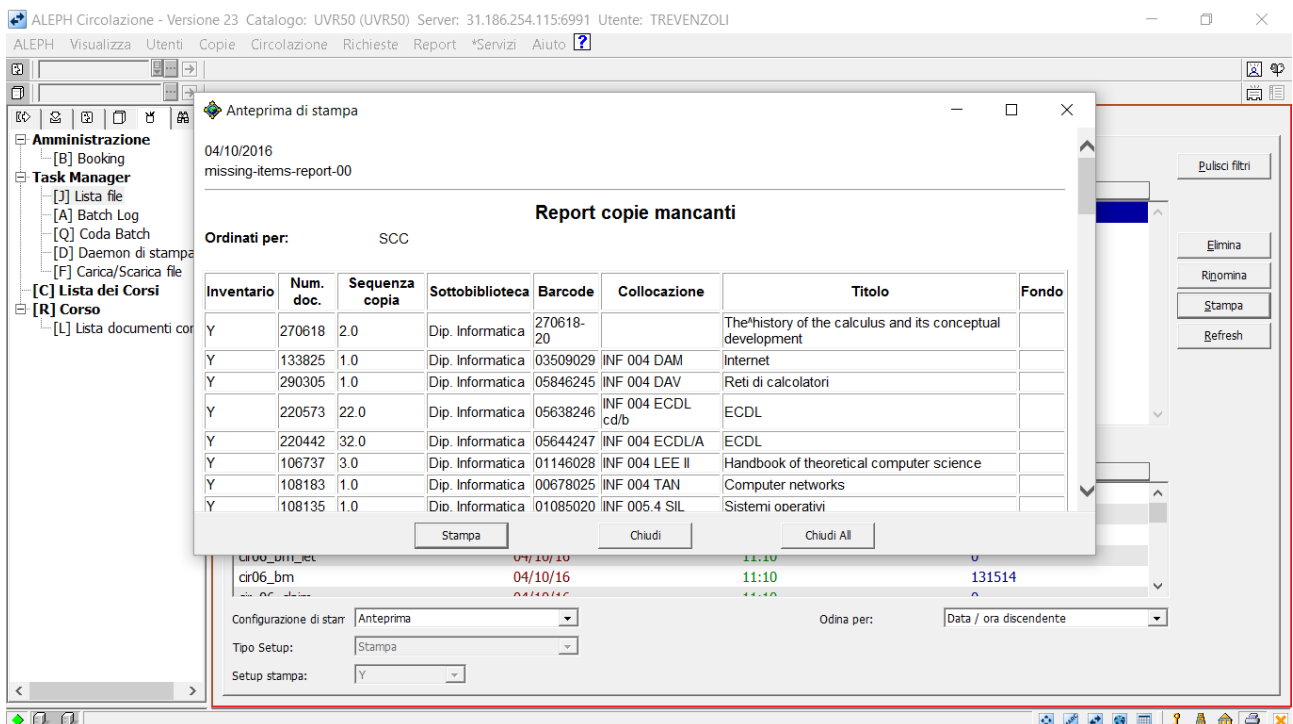 ALEPH Circolazione - Versione 23 Catalogo: UVR50 (UVR50) Server: 31.186.254.115:6991 Utente: TREVENZOLI
ALEPH Visualizza Utenti Copie Circolazione Richieste Report *Servizi Aiuto ?
Amministrazione
[B] Booking
Task Manager
[J] Lista file
[A] Batch Log
[Q] Coda Batch
[D] Daemon di stampa
[F] Carica/Scarica file
[C] Lista dei Corsi
[R] Corso
[L] Lista documenti cor
Anteprima di stampa
04/10/2016
missing-items-report-00
Report copie mancanti
Ordinati per: SCC
Inventario Num. doc. Sequenza copia Sottobiblioteca Barcode Collocazione Titolo Fondo
Y 270618 2.0 Dip. Informatica 270618-20 The^history of the calculus and its conceptual development
Y 133825 1.0 Dip. Informatica 03509029 INF 004 DAM Internet
Y 290305 1.0 Dip. Informatica 05846245 INF 004 DAV Reti di calcolatori
Y 220573 22.0 Dip. Informatica 05638246 INF 004 ECDL cd/b ECDL
Y 220442 32.0 Dip. Informatica 05644247 INF 004 ECDL/A ECDL
Y 106737 3.0 Dip. Informatica 01146028 INF 004 LEE II Handbook of theoretical computer science
Y 108183 1.0 Dip. Informatica 00678025 INF 004 TAN Computer networks
Y 108135 1.0 Dip. Informatica 01085020 INF 005.4 SIL Sistemi operativi
Stampa Chiudi Chiudi All
Pulisci filtri
Elimina
Rinomina
Stampa
Refresh
cir06_bm_let 04/10/16 11:10 0
cir06_bm 04/10/16 11:10 131514
Configurazione di stam Anteprima Odina per: Data / ora discendente
Tipo Setup: Stampa
Setup stampa: Y